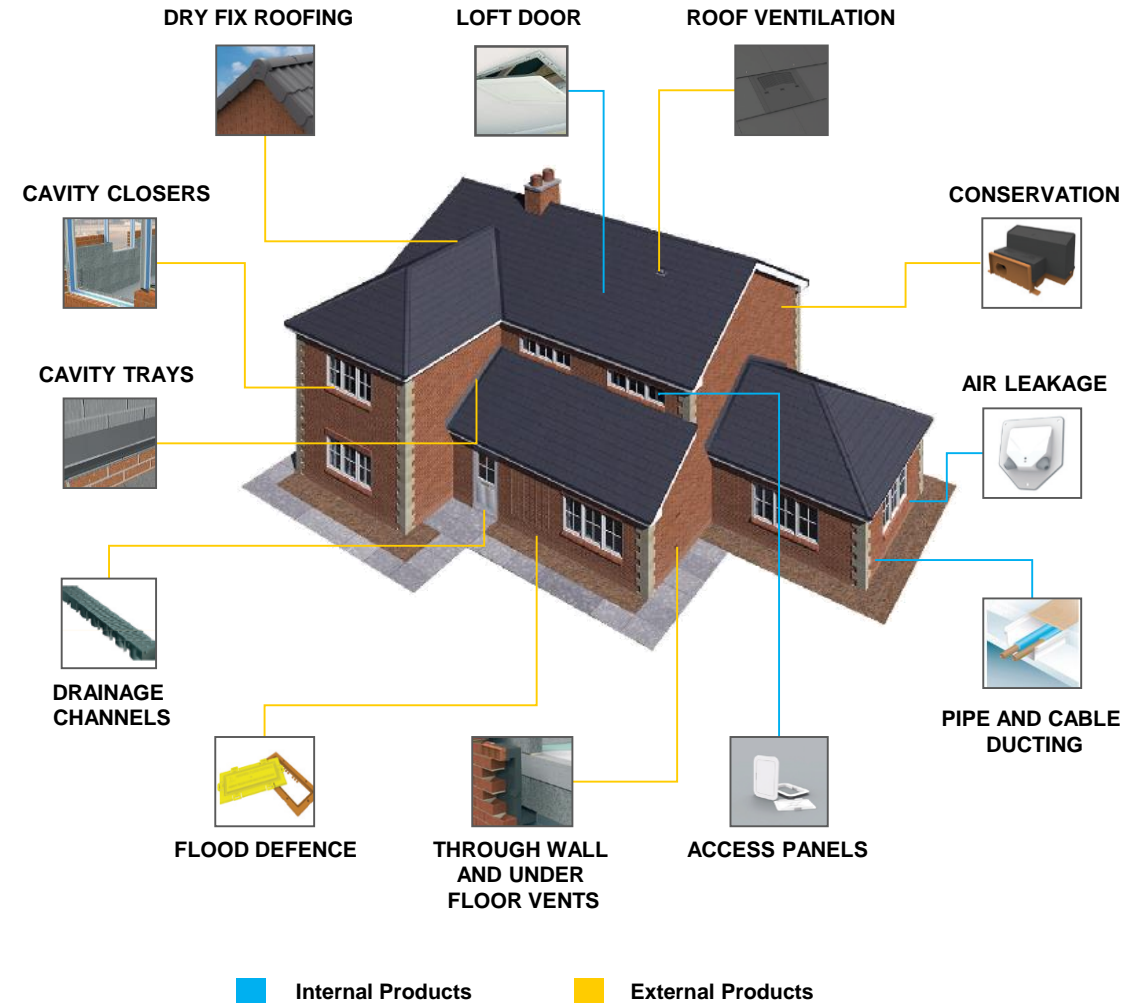 DRY FIX ROOFING
LOFT DOOR
ROOF VENTILATION
CAVITY CLOSERS
CONSERVATION
CAVITY TRAYS
AIR LEAKAGE
DRAINAGE
CHANNELS
PIPE AND CABLE
DUCTING
FLOOD DEFENCE
THROUGH WALL
AND UNDER
FLOOR VENTS
ACCESS PANELS
Internal Products
External Products